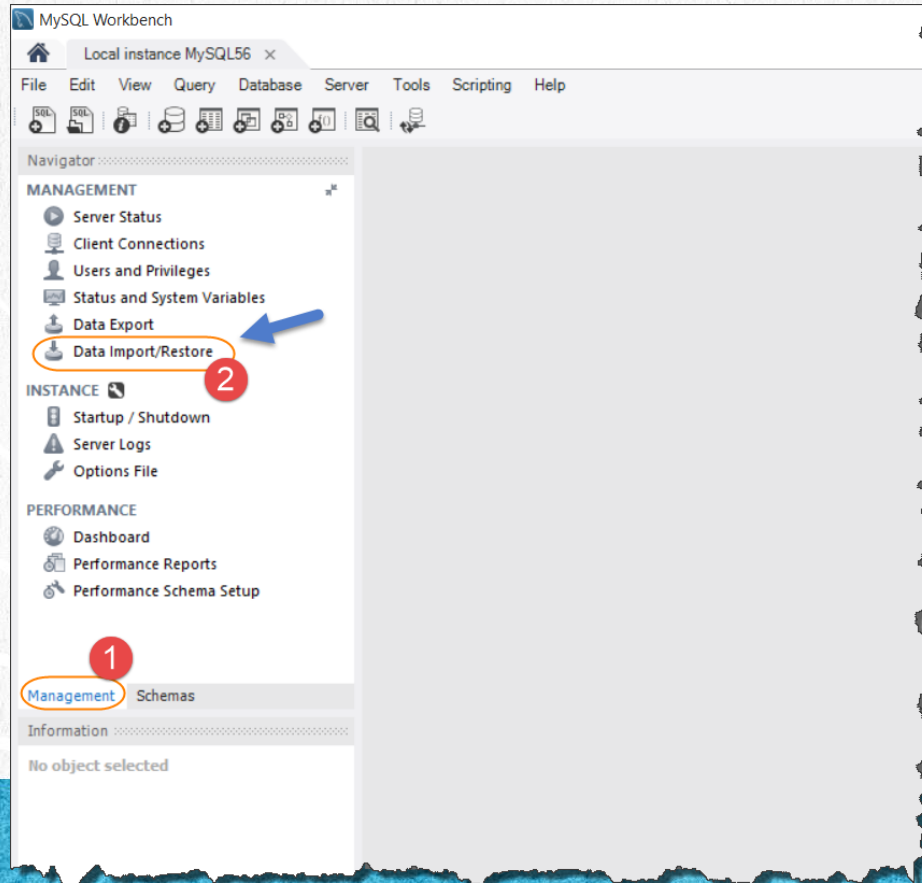 MySQL Workbench
Local instance MySQL56 ×
File Edit View Query Database Server Tools Scripting Help
SQL SQL
Navigator
MANAGEMENT
Server Status
Client Connections
Users and Privileges
Status and System Variables
Data Export
Data Import/Restore
2
INSTANCE
Startup / Shutdown
Server Logs
Options File
PERFORMANCE
Dashboard
Performance Reports
Performance Schema Setup
1
Management Schemas
Information
No object selected